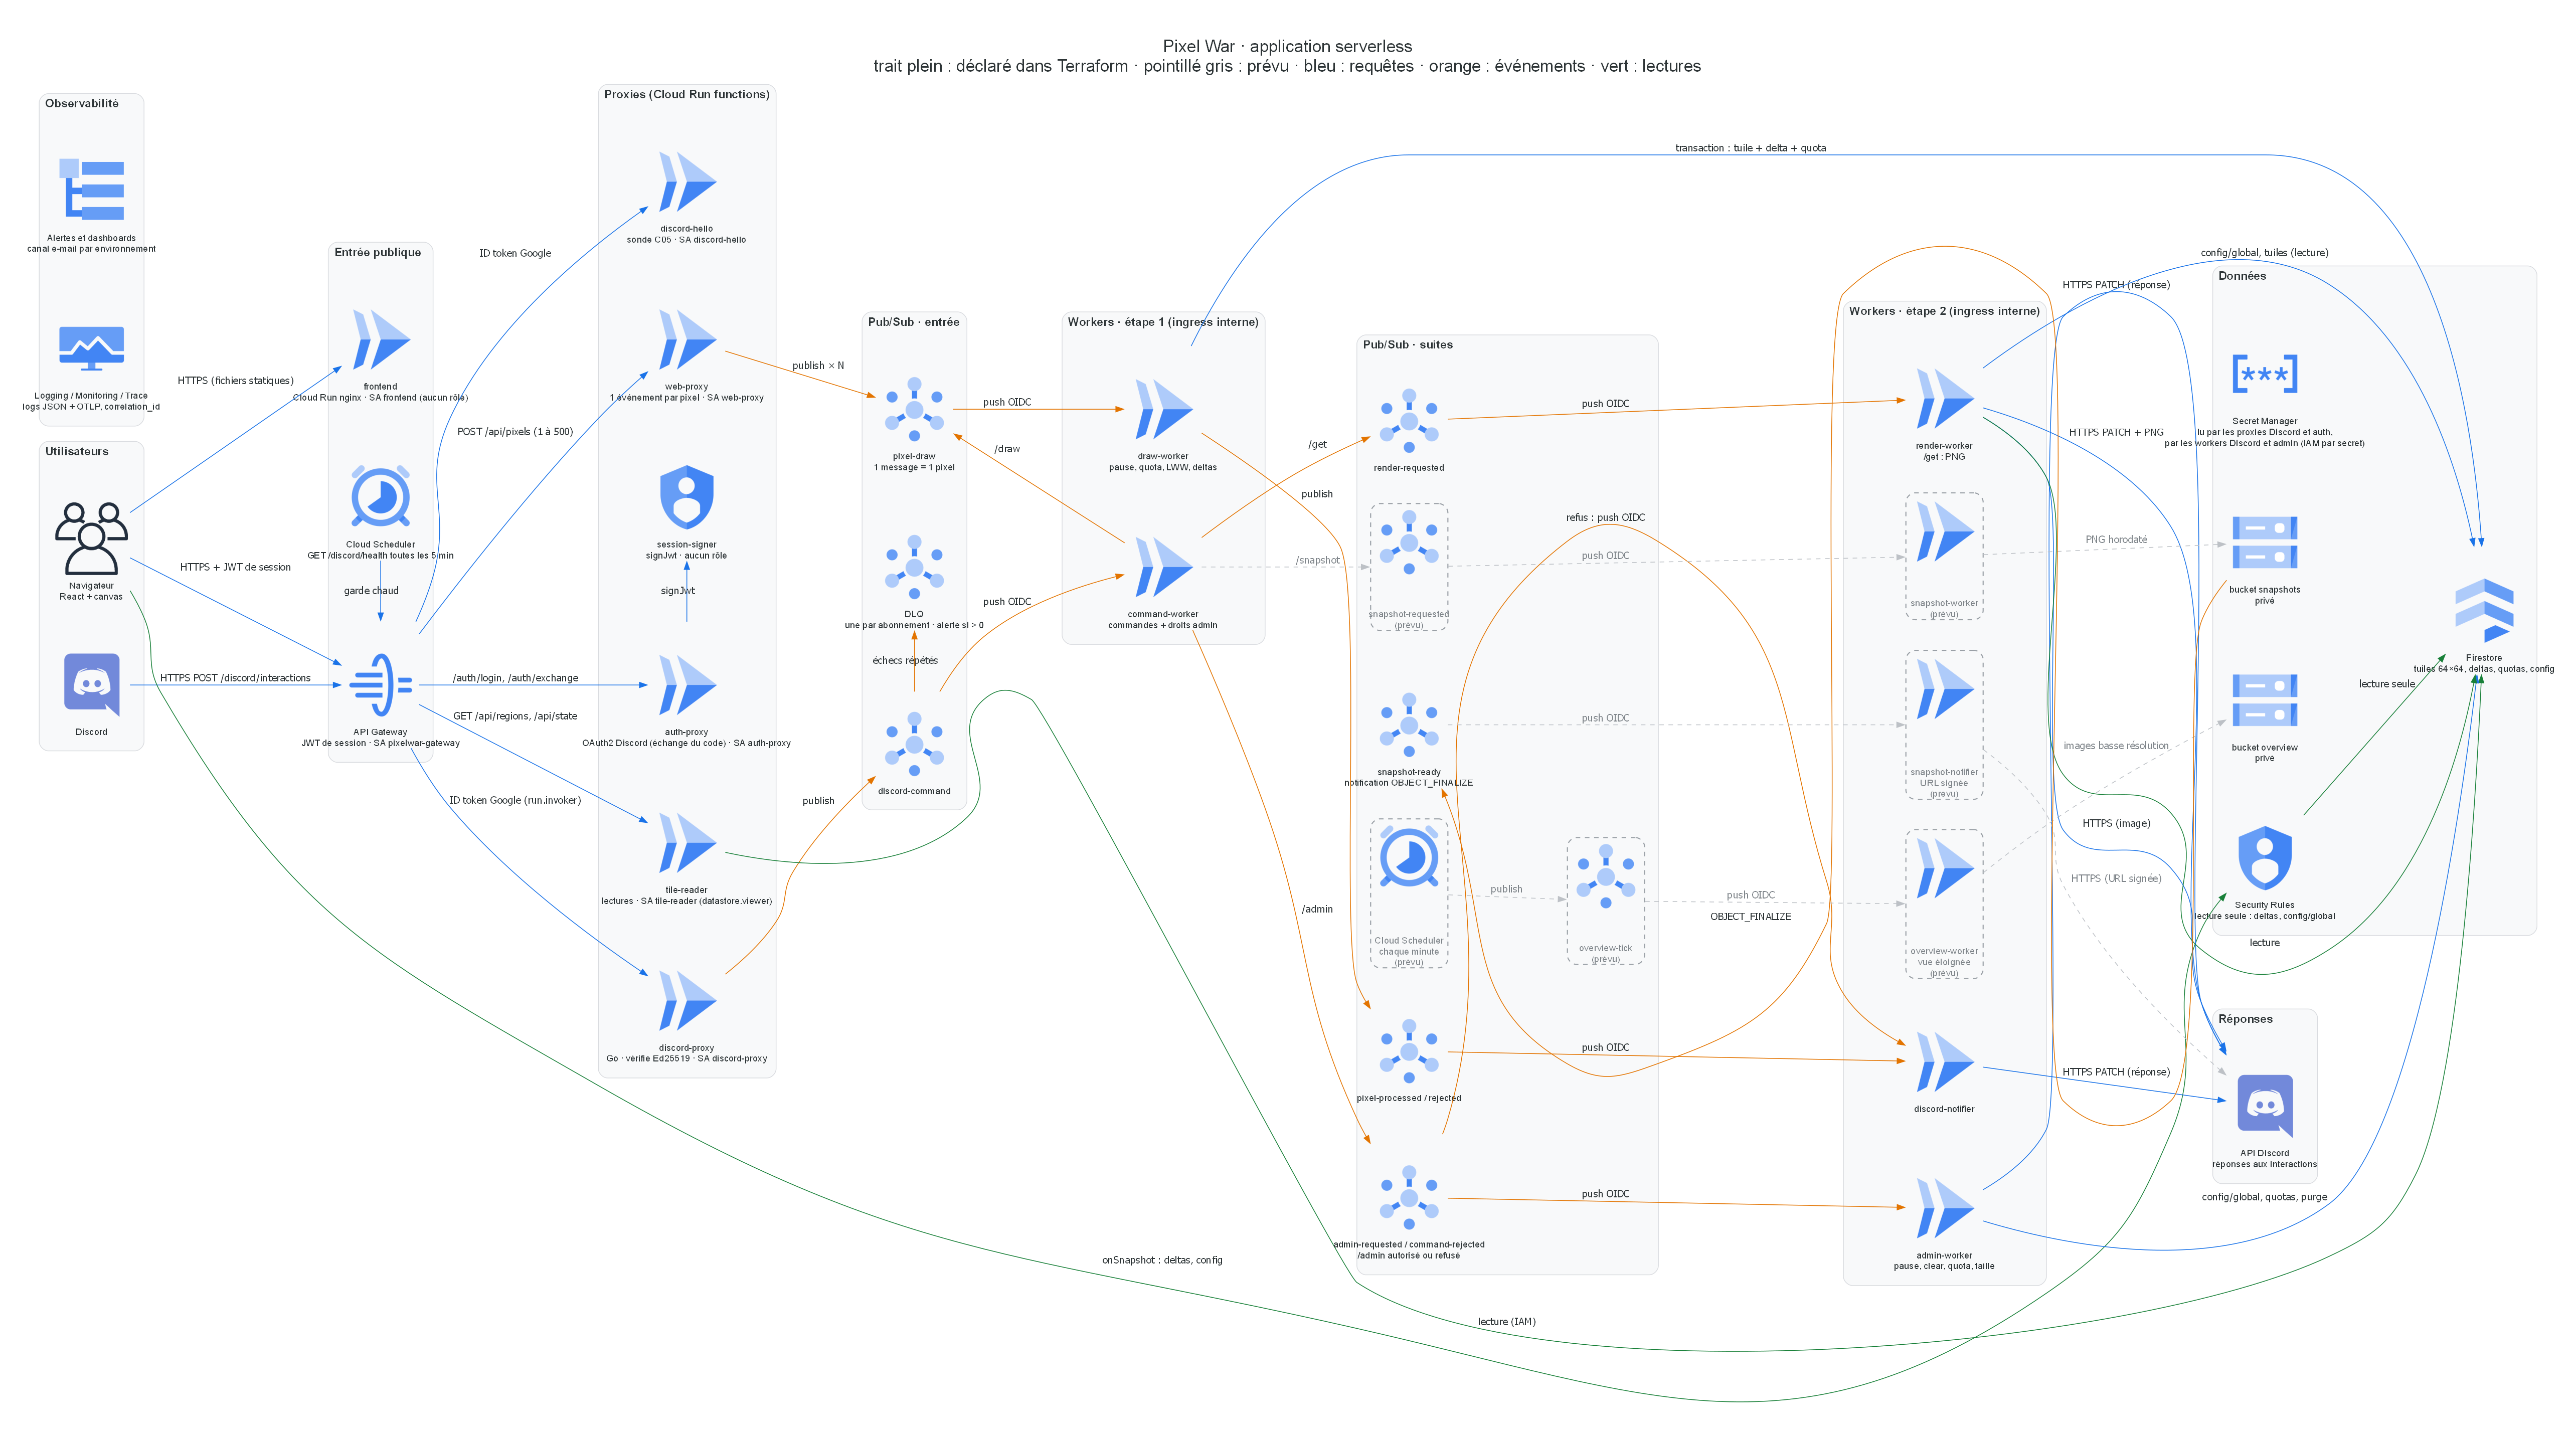 Pixel War · application serverless
trait plein : déclaré dans Terraform · pointillé gris : prévu · bleu : requêtes · orange : événements · vert : lectures
Observabilité
Alertes et dashboards
canal e-mail par environnement
Logging / Monitoring / Trace
logs JSON + OTLP, correlation_id
Utilisateurs
Navigateur
React + canvas
Discord
HTTPS (fichiers statiques)
HTTPS + JWT de session
HTTPS POST /discord/interactions
Entrée publique
frontend
Cloud Run nginx · SA frontend (aucun rôle)
Cloud Scheduler
GET /discord/health toutes les 5 min
garde chaud
API Gateway
JWT de session · SA pixelwar-gateway
ID token Google
POST /api/pixels (1 à 500)
/auth/login, /auth/exchange
GET /api/regions, /api/state
ID token Google (run.invoker)
Proxies (Cloud Run functions)
discord-hello
sonde C05 · SA discord-hello
web-proxy
1 événement par pixel · SA web-proxy
session-signer
signJwt · aucun rôle
signJwt
auth-proxy
OAuth2 Discord (échange du code) · SA auth-proxy
tile-reader
lectures · SA tile-reader (datastore.viewer)
discord-proxy
Go · vérifie Ed25519 · SA discord-proxy
publish × N
publish
Pub/Sub · entrée
pixel-draw
1 message = 1 pixel
DLQ
une par abonnement · alerte si > 0
échecs répétés
discord-command
push OIDC
/draw
push OIDC
Workers · étape 1 (ingress interne)
draw-worker
pause, quota, LWW, deltas
command-worker
commandes + droits admin
transaction : tuile + delta + quota
/get
publish
/snapshot
/admin
Pub/Sub · suites
render-requested
snapshot-requested
(prévu)
snapshot-ready
notification OBJECT_FINALIZE
Cloud Scheduler
chaque minute
(prévu)
publish
overview-tick
(prévu)
pixel-processed / rejected
admin-requested / command-rejected
/admin autorisé ou refusé
push OIDC
refus : push OIDC
push OIDC
push OIDC
push OIDC
OBJECT_FINALIZE
push OIDC
push OIDC
Workers · étape 2 (ingress interne)
render-worker
/get : PNG
snapshot-worker
(prévu)
snapshot-notifier
URL signée
(prévu)
overview-worker
vue éloignée
(prévu)
discord-notifier
admin-worker
pause, clear, quota, taille
config/global, tuiles (lecture)
HTTPS PATCH (réponse)
HTTPS PATCH + PNG
PNG horodaté
images basse résolution
HTTPS (image)
HTTPS (URL signée)
HTTPS PATCH (réponse)
Données
Secret Manager
lu par les proxies Discord et auth,
par les workers Discord et admin (IAM par secret)
bucket snapshots
privé
bucket overview
privé
Firestore
tuiles 64×64, deltas, quotas, config
lecture seule
Security Rules
lecture seule : deltas, config/global
lecture
Réponses
API Discord
réponses aux interactions
config/global, quotas, purge
onSnapshot : deltas, config
lecture (IAM)